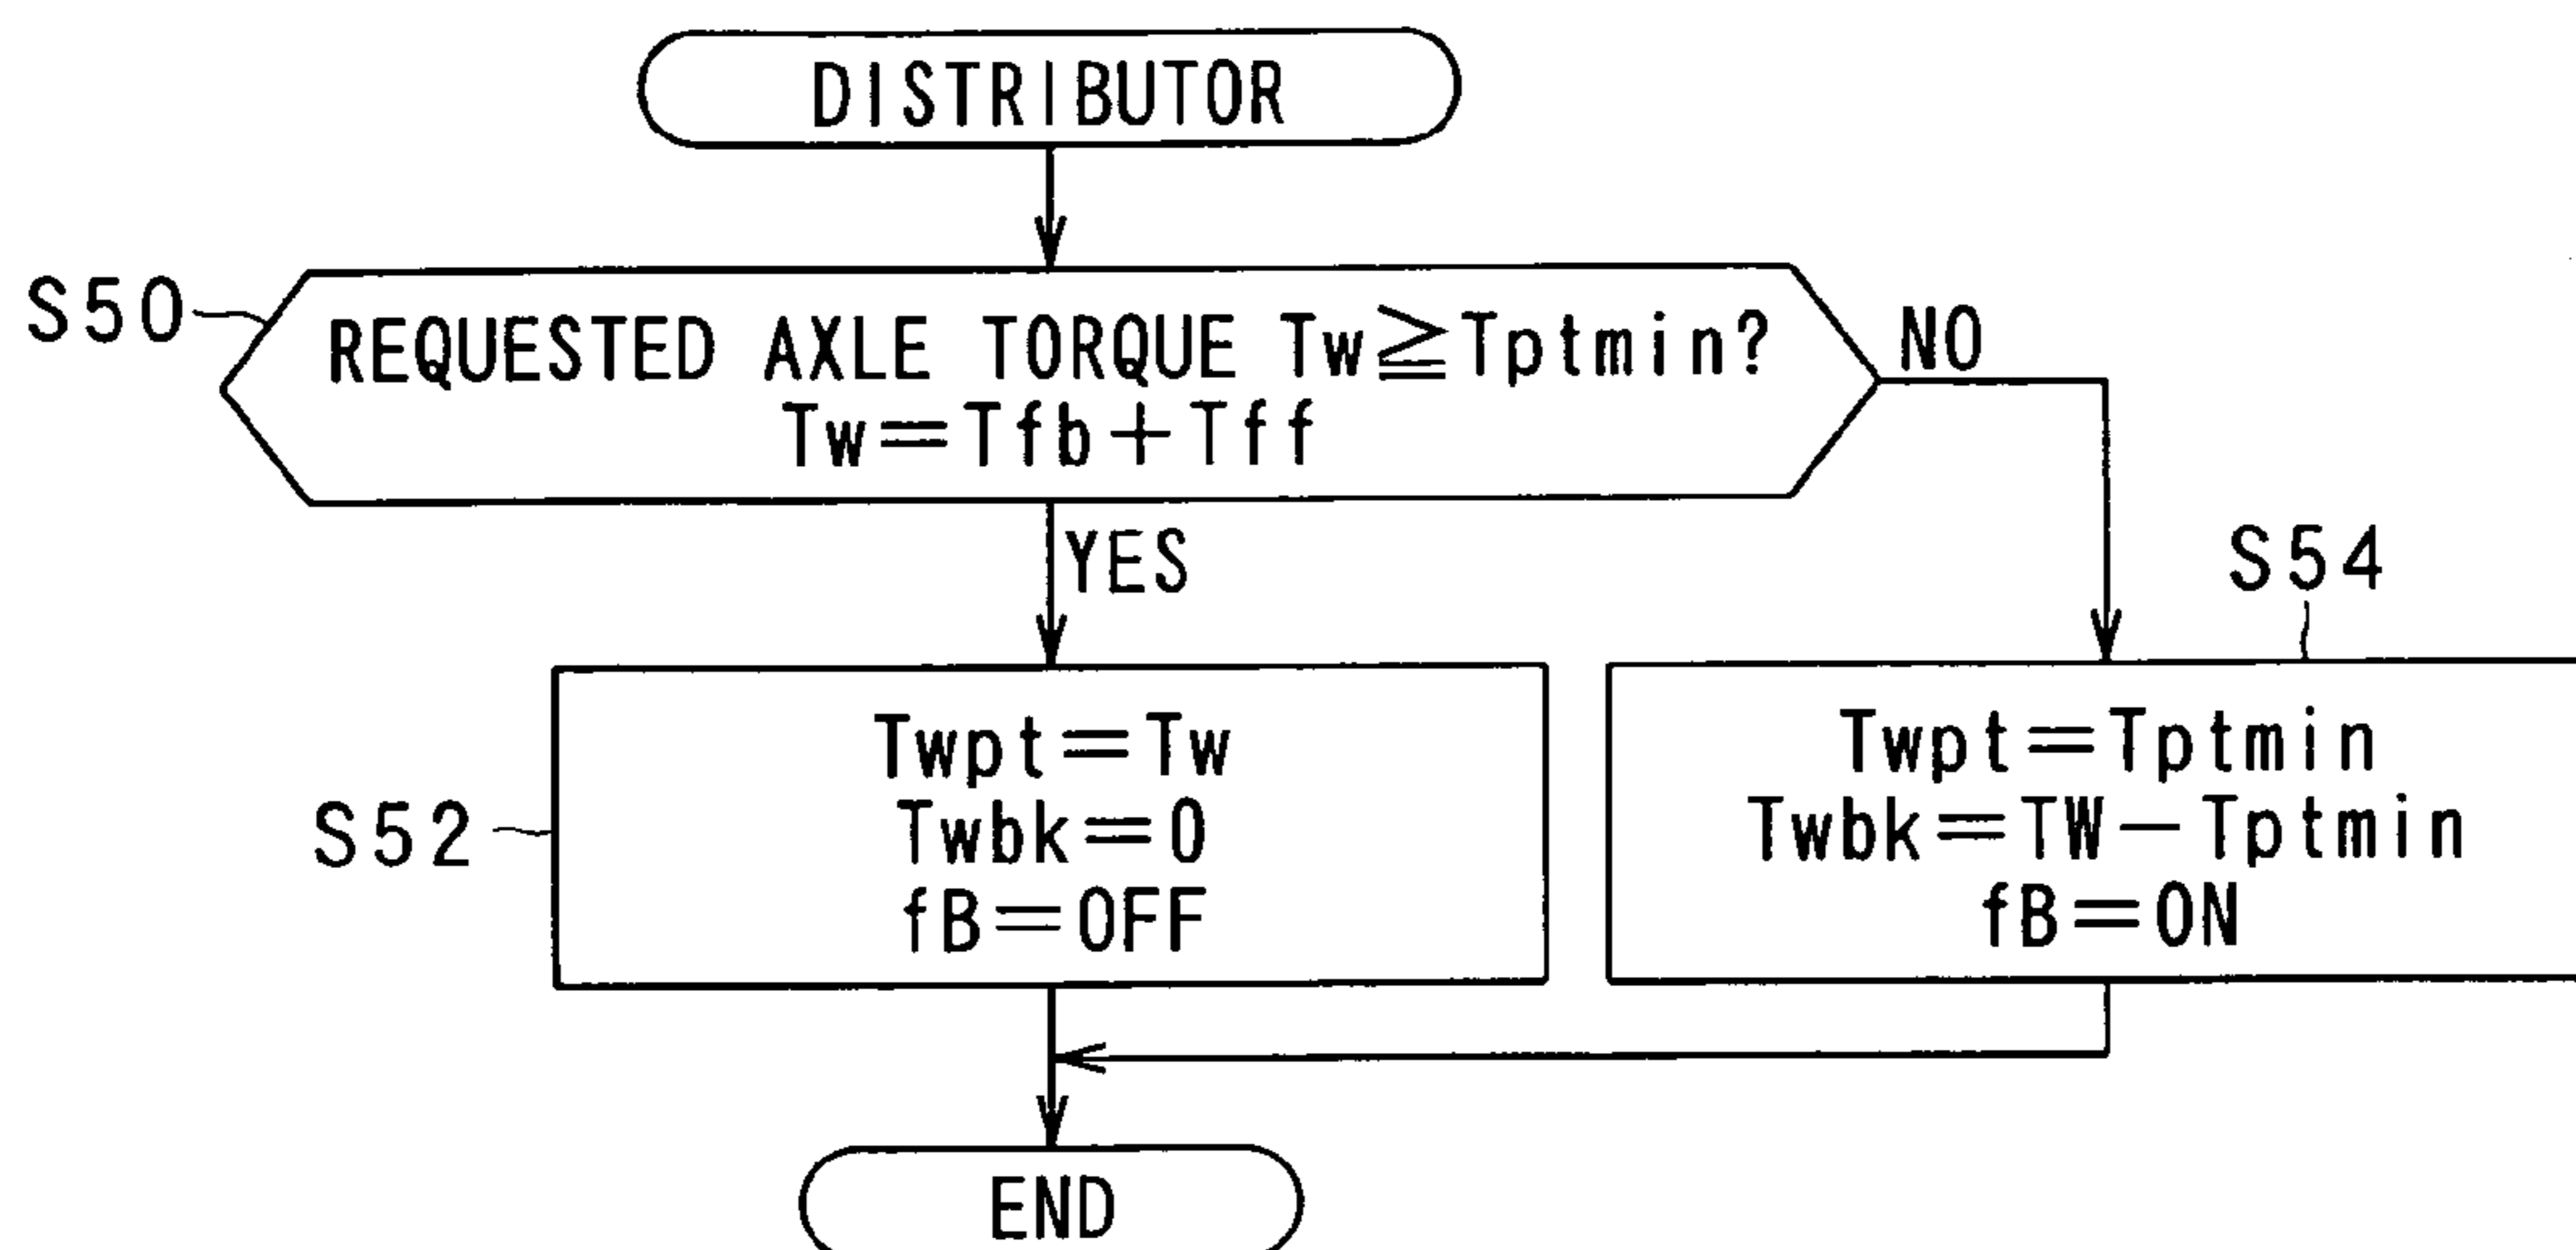 DISTRIBUTOR
S50
REQUESTED AXLE TORQUE Tw≧Tptmin?
Tw=Tfb+Tff
NO
YES
S54
S52
Twpt=Tw
Twbk=0
fB=OFF
Twpt=Tptmin
Twbk=TW−Tptmin
fB=ON
END